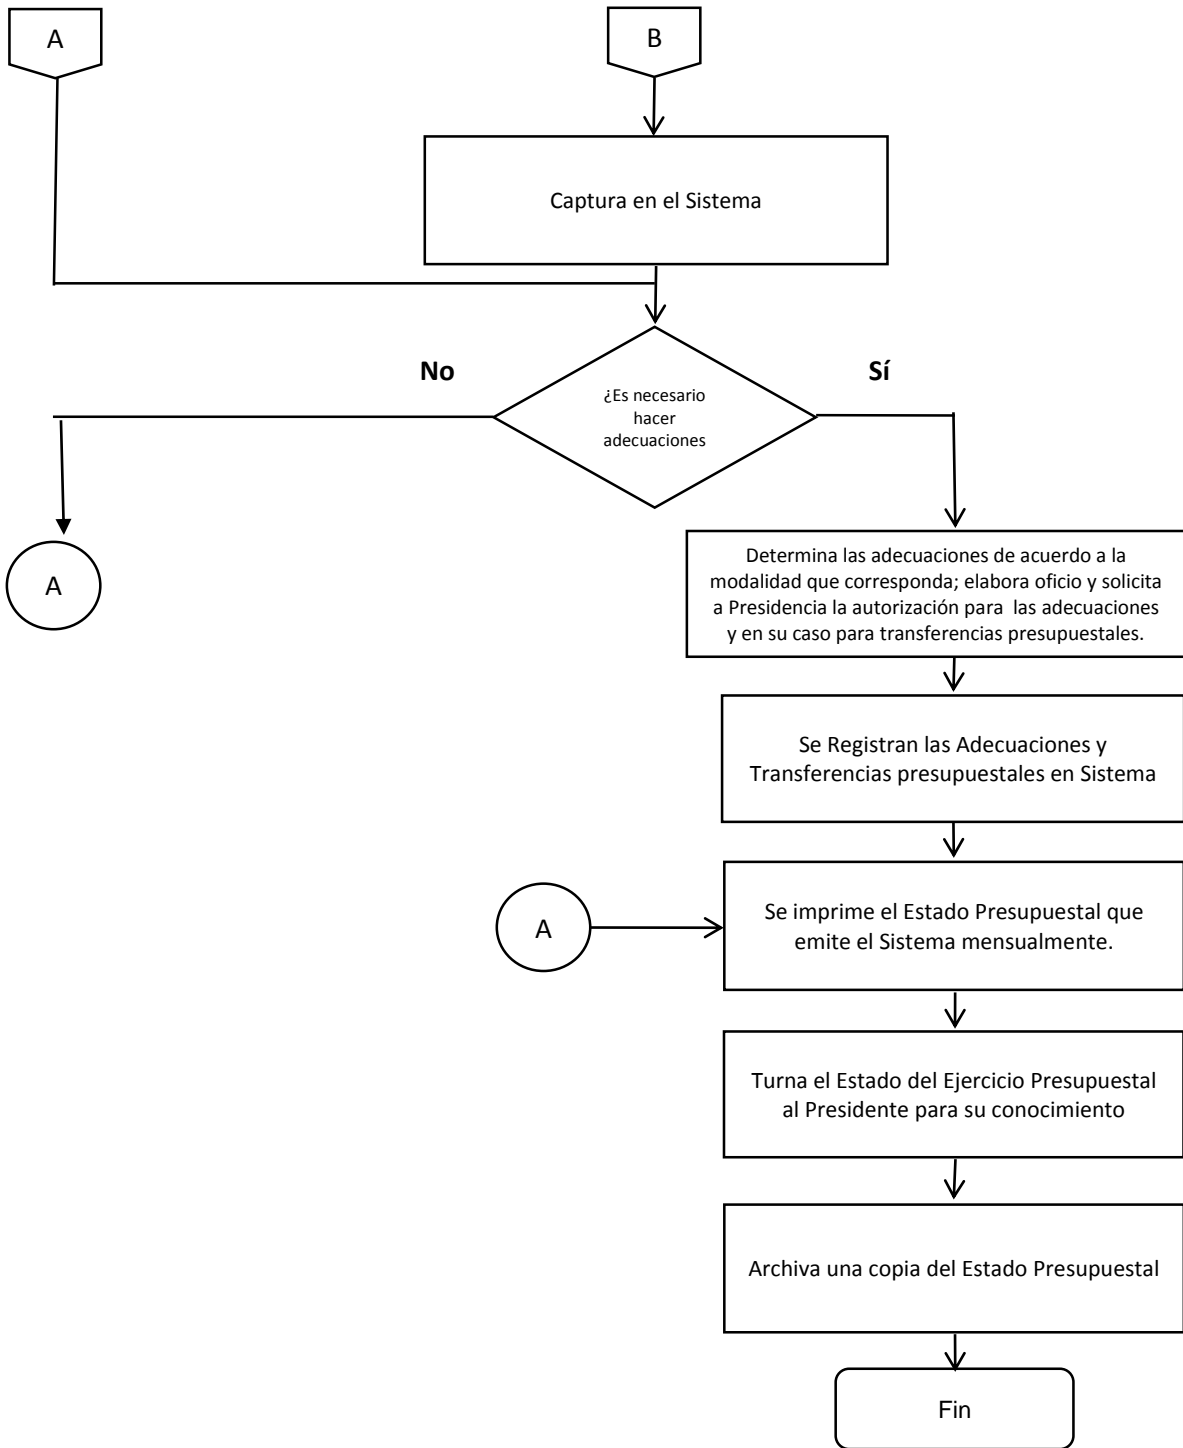 A
B
Captura en el Sistema
No
Sí
¿Es necesario
hacer
adecuaciones
A
Determina las adecuaciones de acuerdo a la
modalidad que corresponda; elabora oficio y solicita
a Presidencia la autorización para las adecuaciones
y en su caso para transferencias presupuestales.
Se Registran las Adecuaciones y
Transferencias presupuestales en Sistema
A
Se imprime el Estado Presupuestal que
emite el Sistema mensualmente.
Turna el Estado del Ejercicio Presupuestal
al Presidente para su conocimiento
Archiva una copia del Estado Presupuestal
Fin